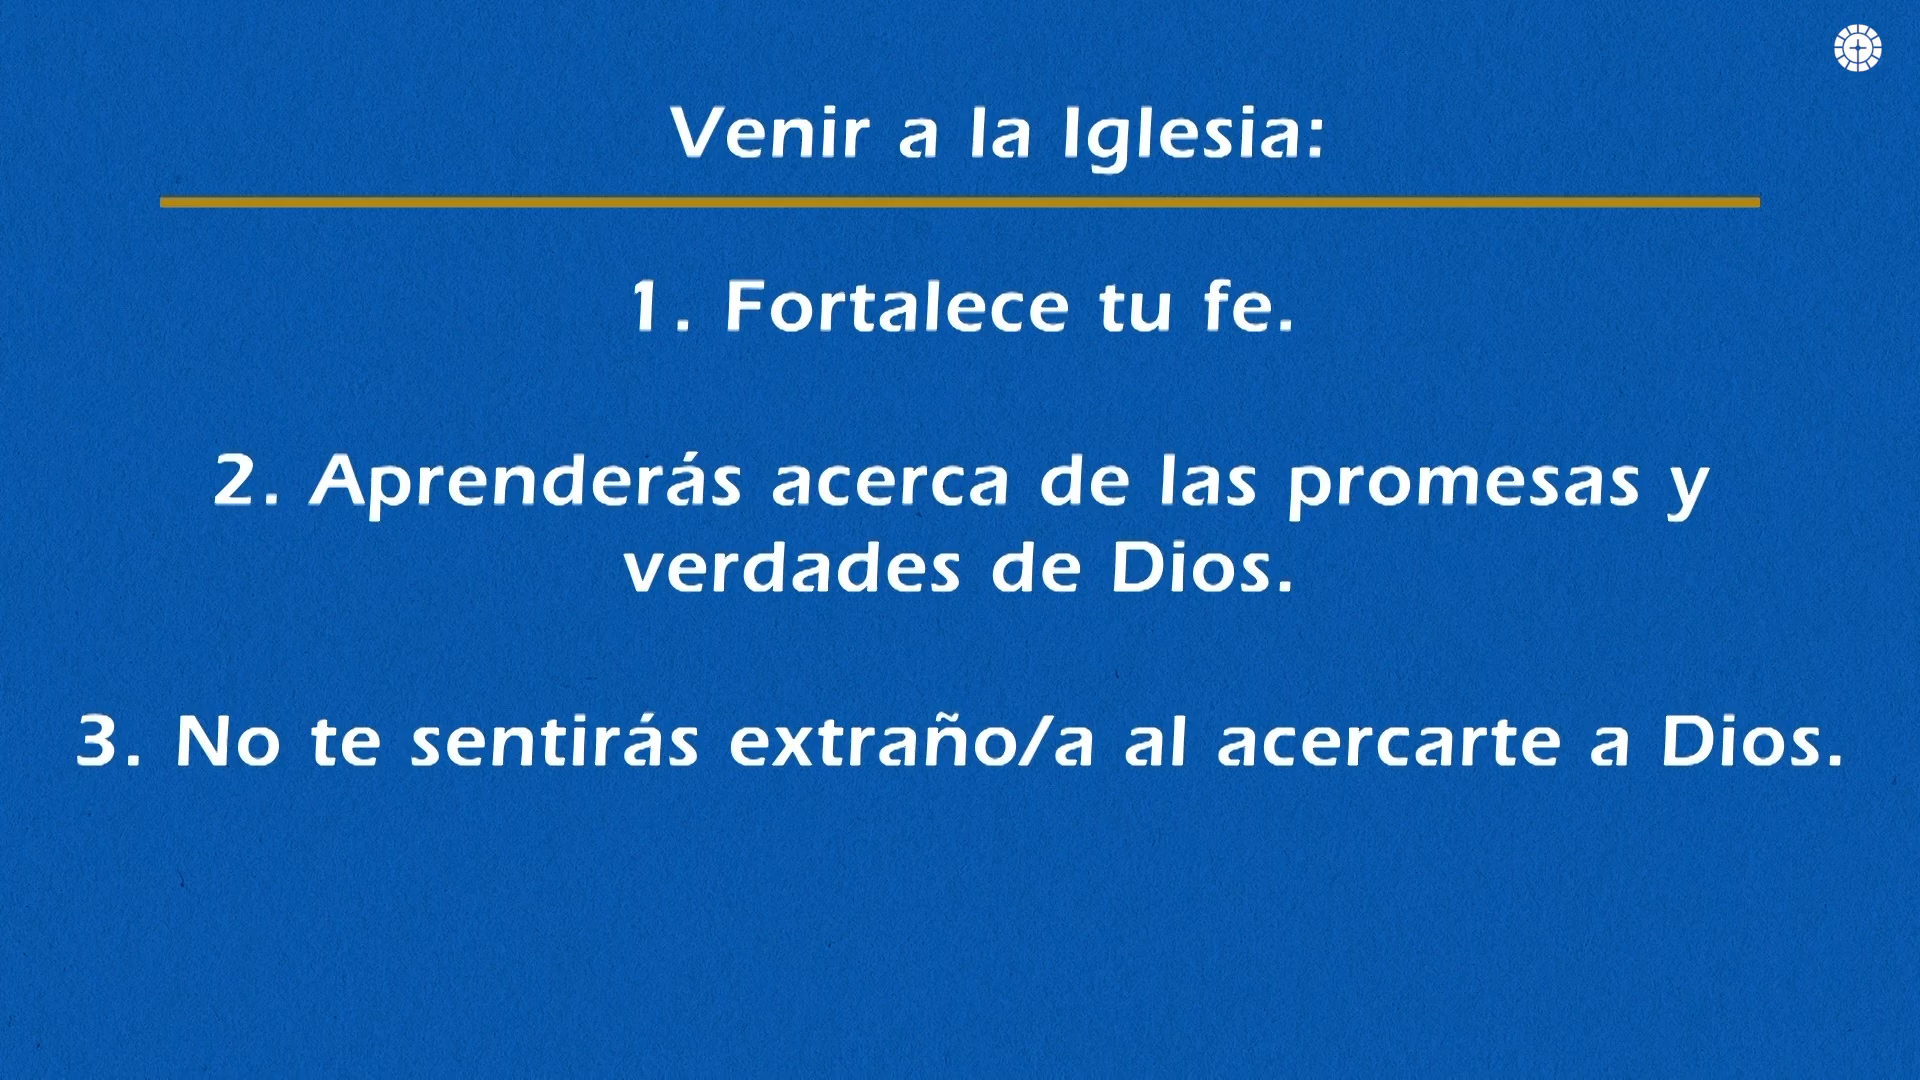 Venir a la Iglesia:
1. Fortalece tu fe.
2. Aprenderás acerca de las promesas y
verdades de Dios.
3. No te sentirás extraño/a al acercarte a Dios.